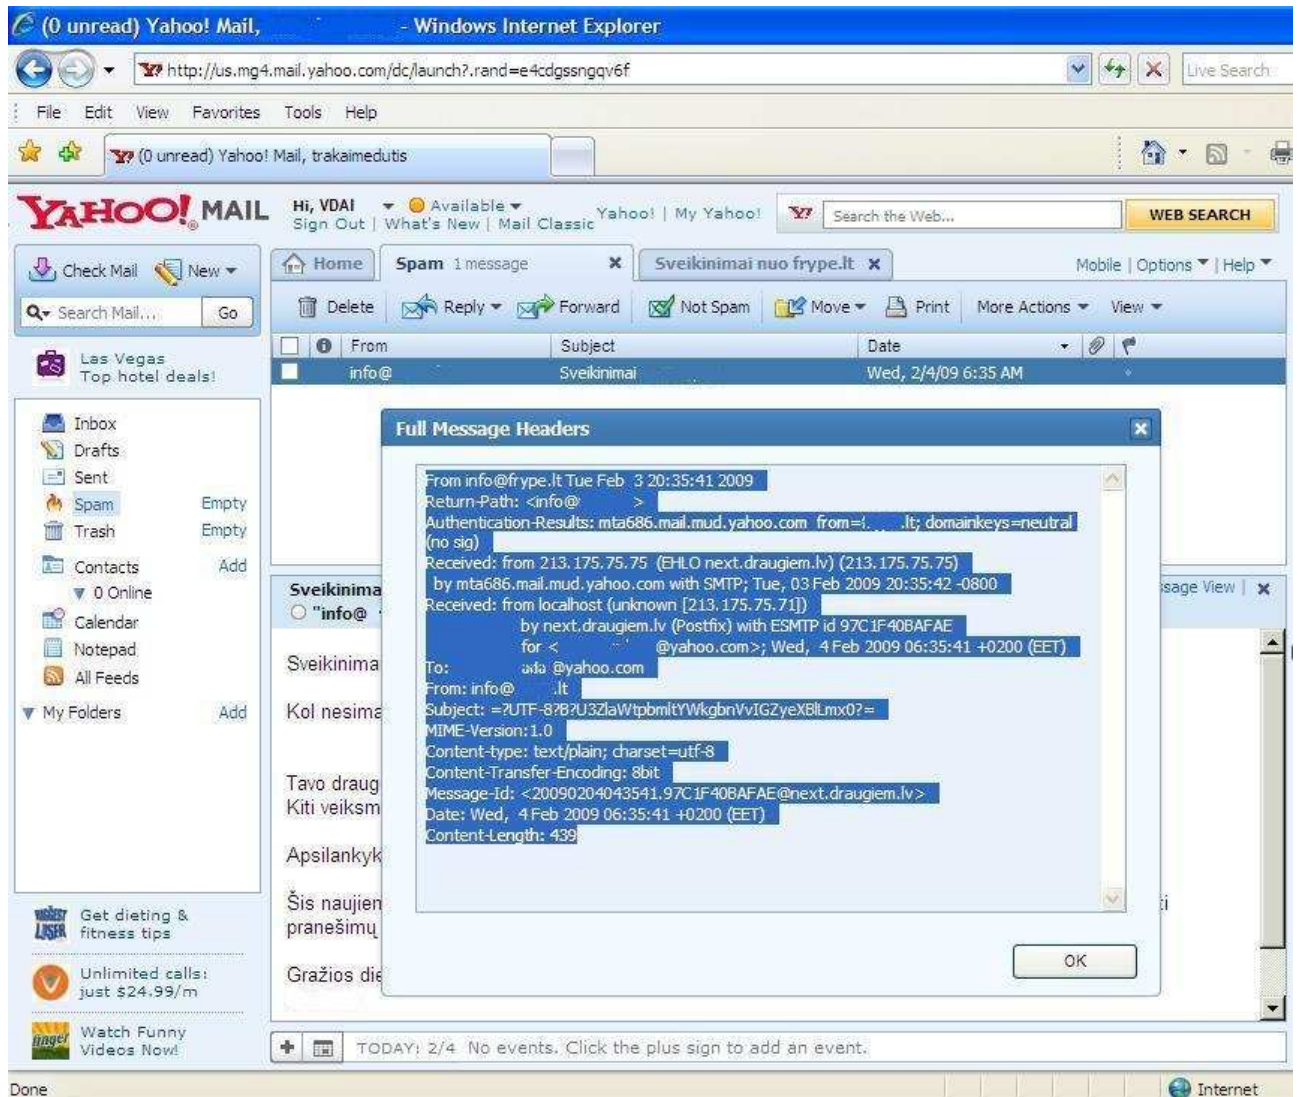 (0 unread) Yahoo! Mail, - Windows Internet Explorer
http://us.mg4.mail.yahoo.com/dc/launch?.rand=e4cdgssngqv6f
Live Search
File Edit View Favorites Tools Help
(0 unread) Yahoo! Mail, trakaimedutis
YAHOO! MAIL
Hi, VDAI Available
Sign Out | What's New | Mail Classic
Yahoo! | My Yahoo!
Search the Web...
WEB SEARCH
Check Mail New
Home
Spam 1 message
Sveikinimai nuo frype.lt
Mobile | Options | Help
Search Mail... Go
Delete Reply Forward Not Spam Move Print More Actions View
From Subject Date
info@ Sveikinimai Wed, 2/4/09 6:35 AM
Las Vegas
Top hotel deals!
Inbox
Drafts
Sent
Spam Empty
Trash Empty
Contacts Add
0 Online
Calendar
Notepad
All Feeds
My Folders Add
Full Message Headers
From info@frype.lt Tue Feb 3 20:35:41 2009
Return-Path: <info@ >
Authentication-Results: mta686.mail.mud.yahoo.com from= .lt; domainkeys=neutral
(no sig)
Received: from 213.175.75.75 (EHLO next.draugiem.lv) (213.175.75.75)
by mta686.mail.mud.yahoo.com with SMTP; Tue, 03 Feb 2009 20:35:42 -0800
Received: from localhost (unknown [213.175.75.71])
by next.draugiem.lv (Postfix) with ESMTP id 97C1F40BAFAE
for < @yahoo.com>; Wed, 4 Feb 2009 06:35:41 +0200 (EET)
To: @yahoo.com
From: info@ .lt
Subject: =?UTF-8?B?U3ZlaWtpbmltYWkgbnVvIGZyeXBlLmx0?=
MIME-Version: 1.0
Content-type: text/plain; charset=utf-8
Content-Transfer-Encoding: 8bit
Message-Id: <20090204043541.97C1F40BAFAE@next.draugiem.lv>
Date: Wed, 4 Feb 2009 06:35:41 +0200 (EET)
Content-Length: 439
OK
Sveikinima
"info@
ssage View |
Sveikinima
Kol nesima
Tavo draug
Kiti veiksm
Apsilankyk
Šis naujien ti
pranešimų
Gražios die
Get dieting &
fitness tips
Unlimited calls:
just $24.99/m
Watch Funny
Videos Now!
TODAY: 2/4 No events. Click the plus sign to add an event.
Done
Internet